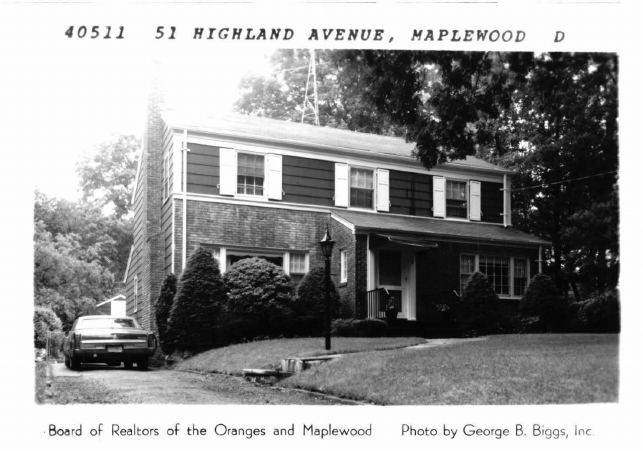 40511 51 HIGHLAND AVENUE, MAPLEWOOD D
Board of Realtors of the Oranges and Maplewood Photo by George B. Biggs, Inc.